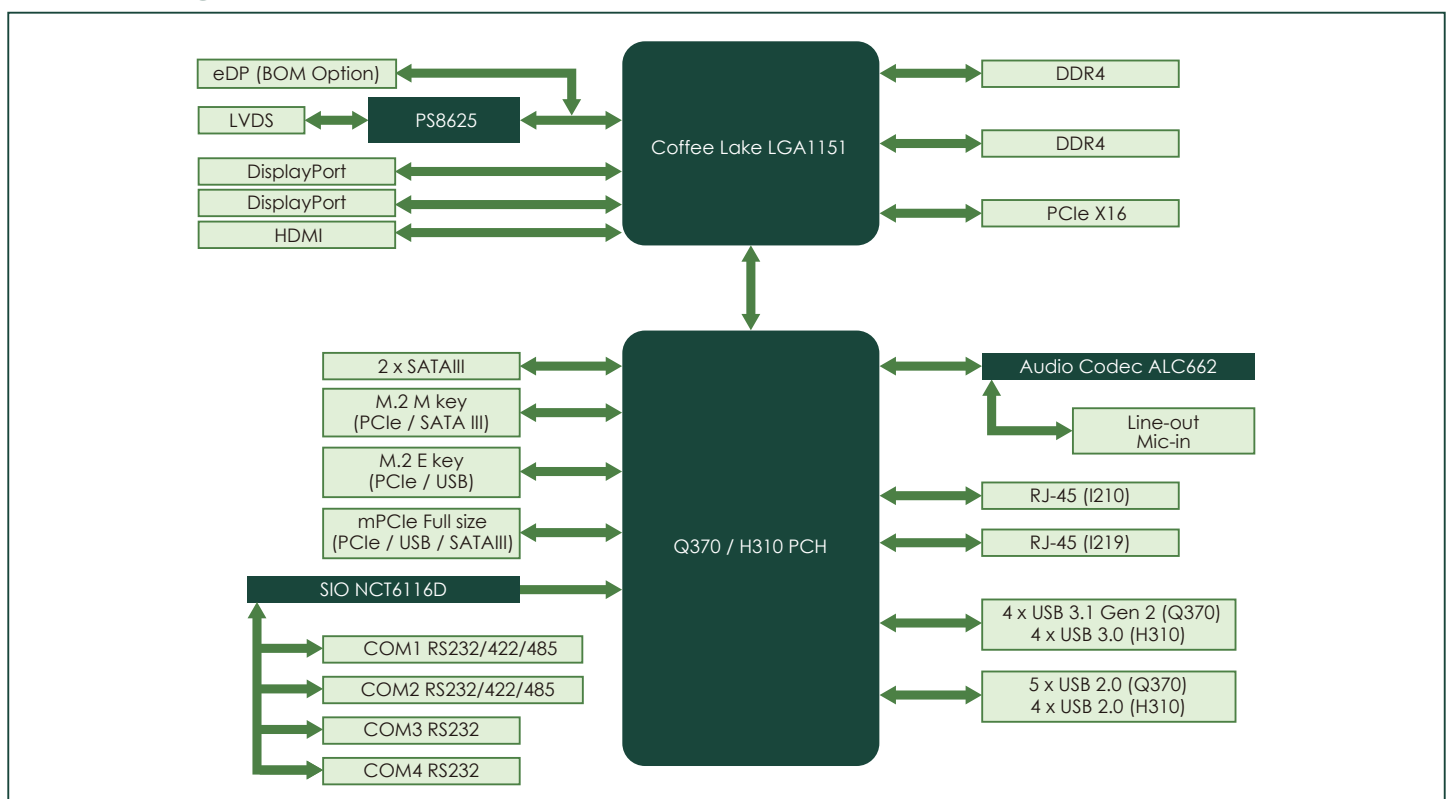 eDP (BOM Option)
LVDS
PS8625
DisplayPort
DisplayPort
HDMI
Coffee Lake LGA1151
DDR4
DDR4
PCIe X16
2 x SATAIII
M.2 M key
(PCIe / SATA III)
M.2 E key
(PCIe / USB)
mPCIe Full size
(PCIe / USB / SATAIII)
SIO NCT6116D
COM1 RS232/422/485
COM2 RS232/422/485
COM3 RS232
COM4 RS232
Q370 / H310 PCH
Audio Codec ALC662
Line-out
Mic-in
RJ-45 (I210)
RJ-45 (I219)
4 x USB 3.1 Gen 2 (Q370)
4 x USB 3.0 (H310)
5 x USB 2.0 (Q370)
4 x USB 2.0 (H310)